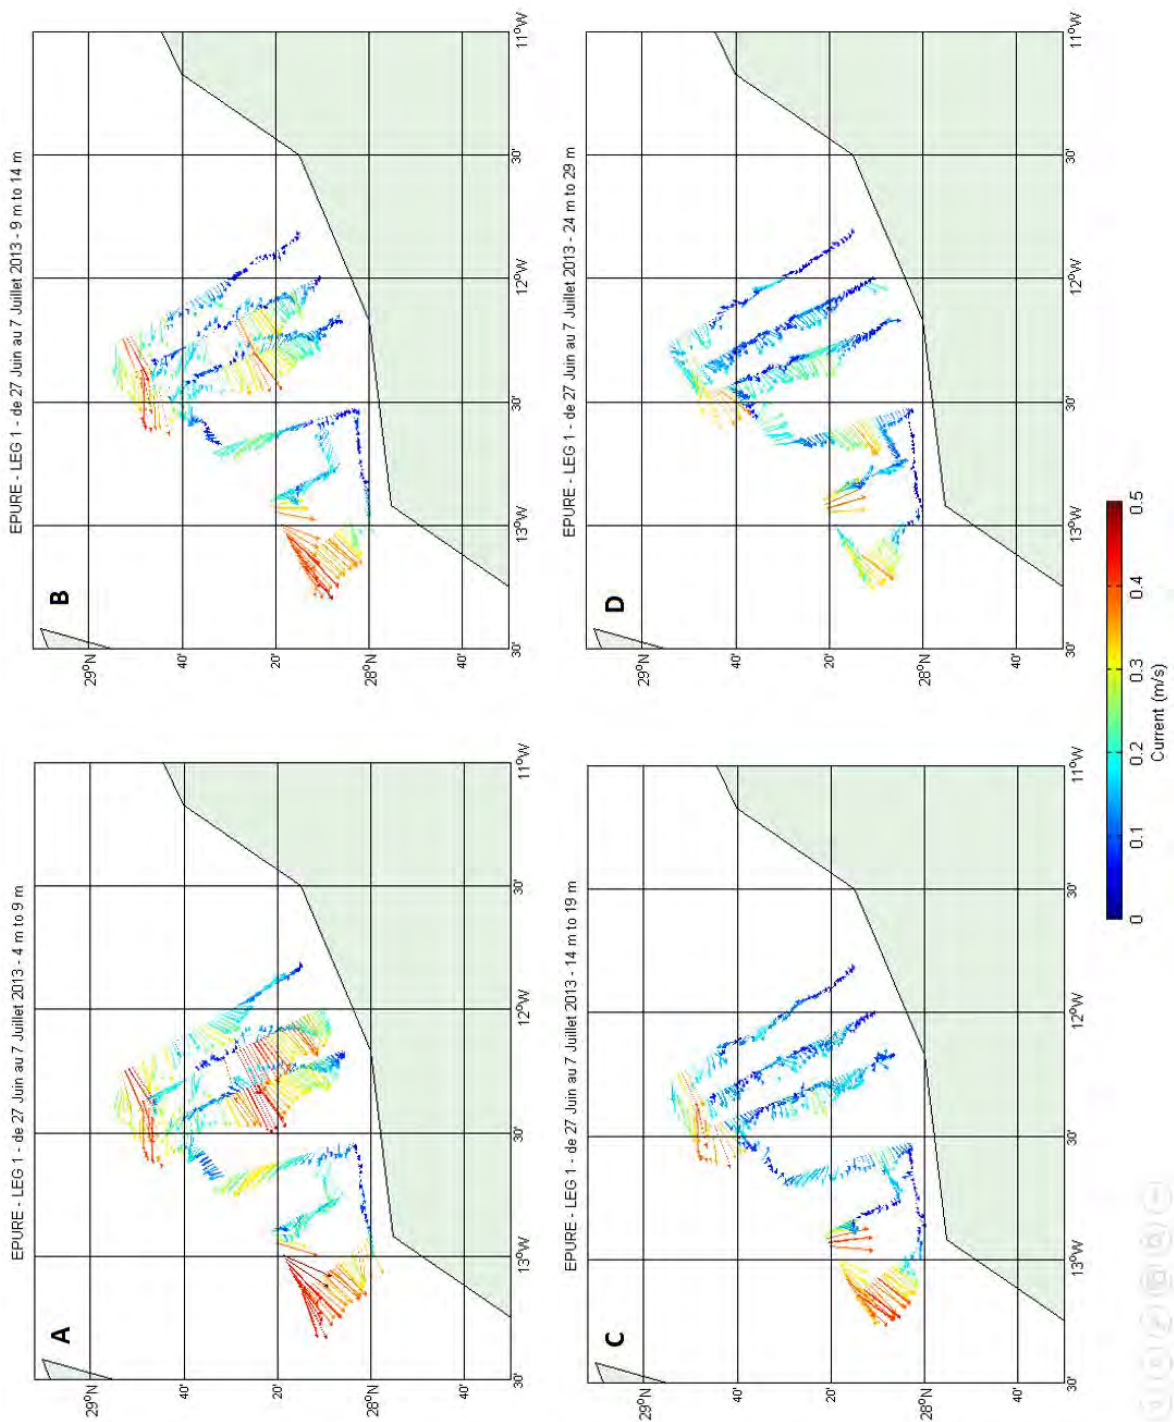 EPURE - LEG 1 - de 27 Juin au 7 Juillet 2013 - 4 m to 9 m
A
29°N
40'
20'
28°N
40'
30' 13°W 30' 12°W 30' 11°W
EPURE - LEG 1 - de 27 Juin au 7 Juillet 2013 - 9 m to 14 m
B
29°N
40'
20'
28°N
40'
30' 13°W 30' 12°W 30' 11°W
EPURE - LEG 1 - de 27 Juin au 7 Juillet 2013 - 14 m to 19 m
C
29°N
40'
20'
28°N
40'
30' 13°W 30' 12°W 30' 11°W
EPURE - LEG 1 - de 27 Juin au 7 Juillet 2013 - 24 m to 29 m
D
29°N
40'
20'
28°N
40'
30' 13°W 30' 12°W 30' 11°W
0 0.1 0.2 0.3 0.4 0.5
Current (m/s)